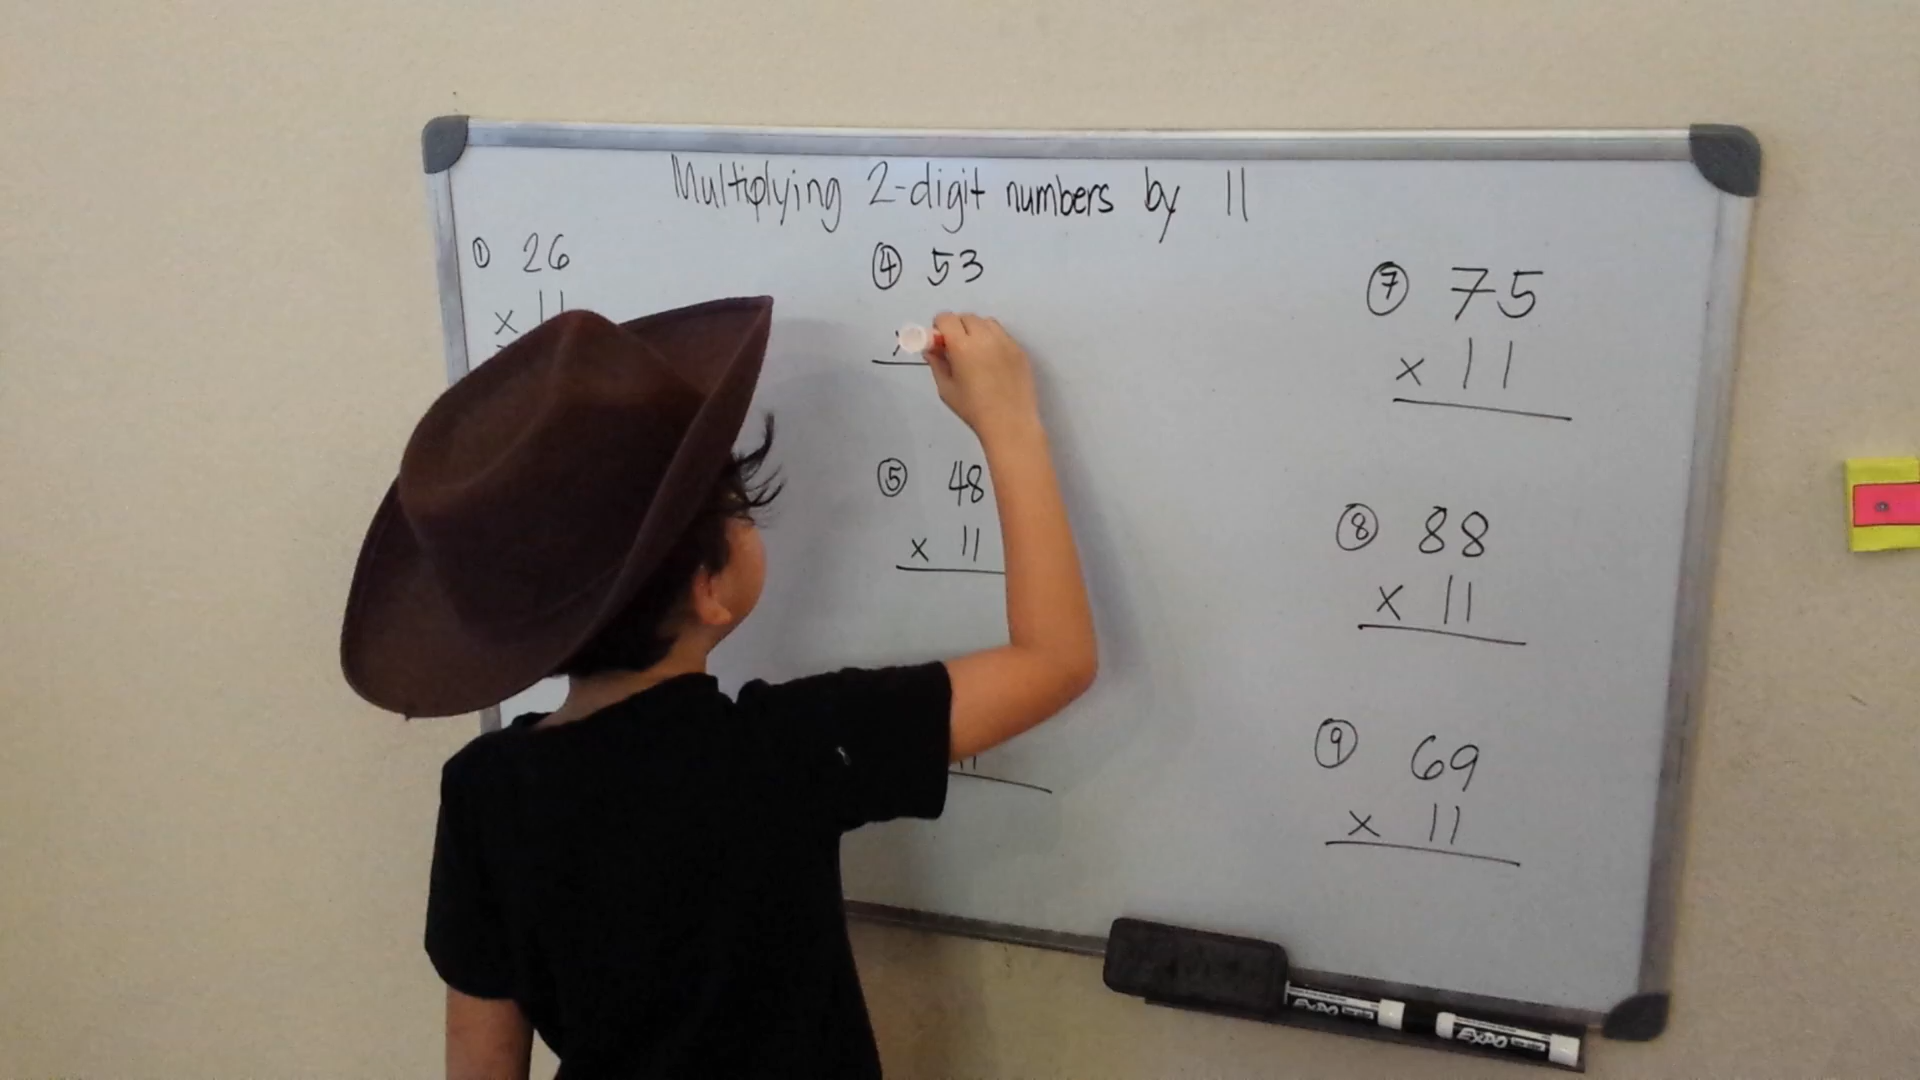 Multiplying 2-digit numbers by 11
① 26
x 11
④ 53
⑤ 48
x 11
11
⑦ 75
x 11
⑧ 88
x 11
⑨ 69
x 11
EXPO
EXPO